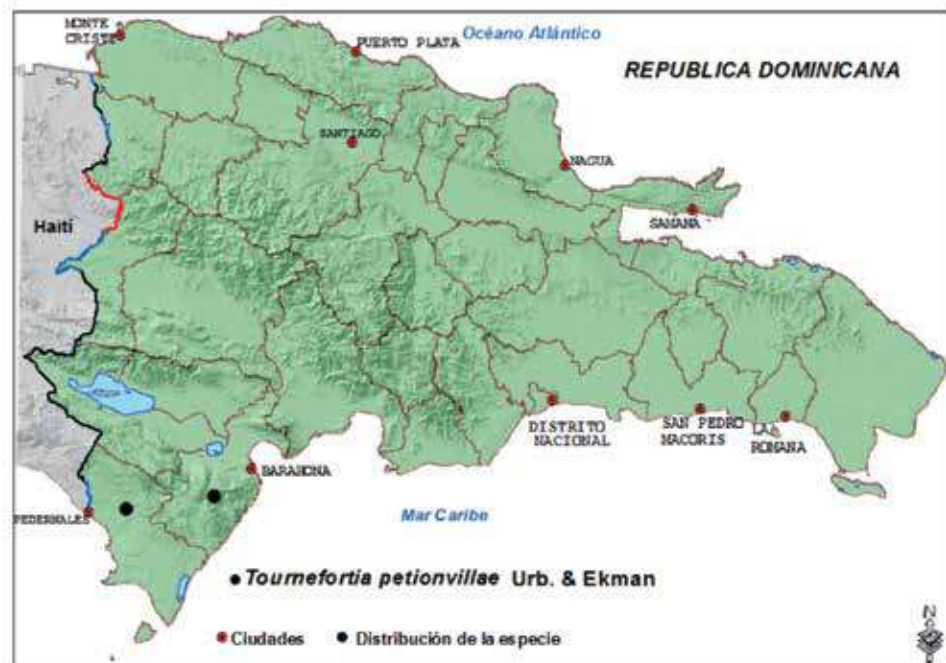 MONTE
CRISTI
PUERTO PLATA
Océano Atlántico
REPUBLICA DOMINICANA
SANTIAGO
NAGUA
SAMANA
Haití
DISTRITO
NACIONAL
SAN PEDRO
MACORIS
LA
ROMANA
BARAHONA
PEDERNALES
Mar Caribe
Tournefortia petionvillae Urb. & Ekman
Ciudades
Distribución de la especie